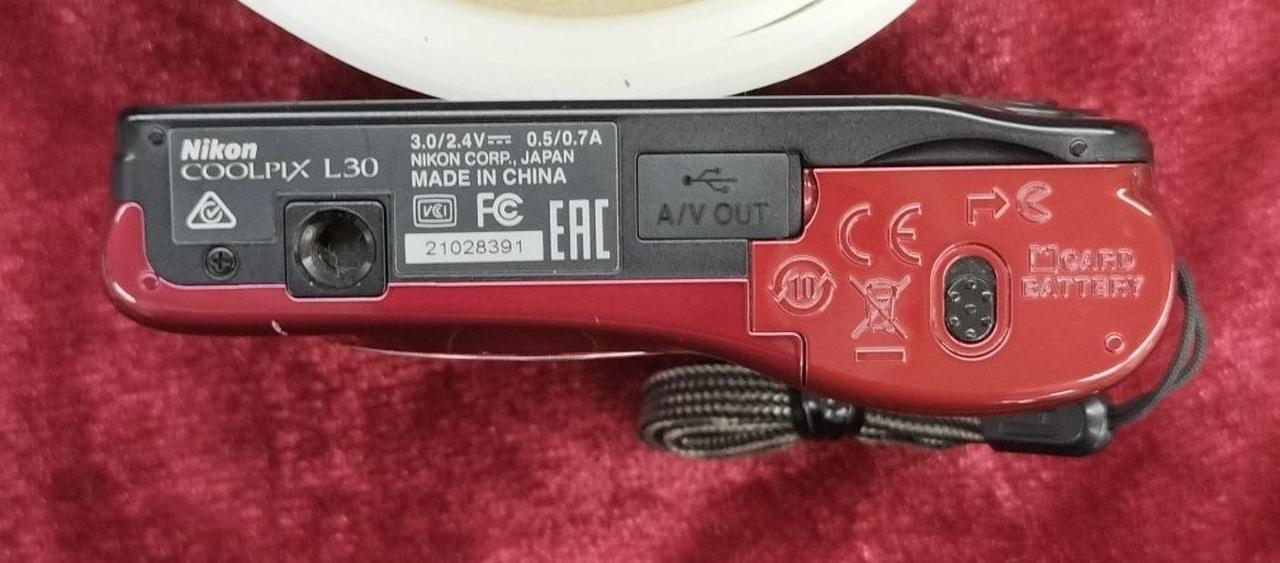 Nikon
COOLPIX L30
3.0/2.4V⎓ 0.5/0.7A
NIKON CORP., JAPAN
MADE IN CHINA
VCI
FC
EAC
21028391
A/V OUT
CE
10
CARD
BATTERY